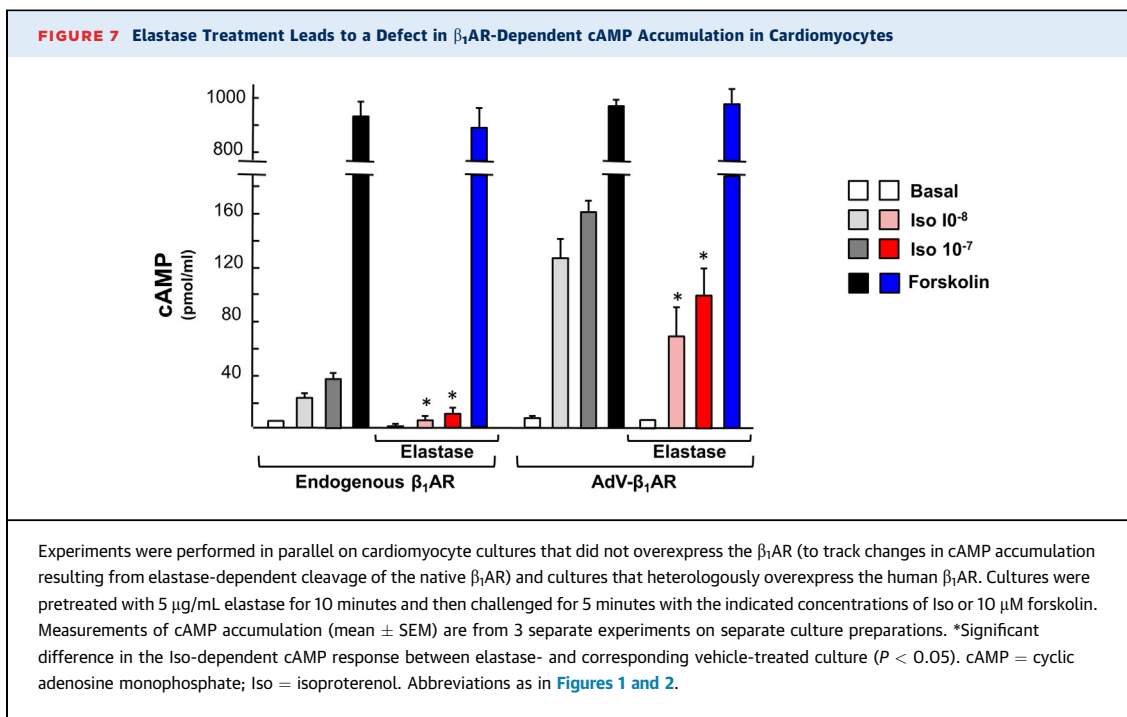 FIGURE 7 Elastase Treatment Leads to a Defect in β₁AR-Dependent cAMP Accumulation in Cardiomyocytes
1000
800
160
120
80
40
cAMP
(pmol/ml)
Basal
Iso I0⁻⁸
Iso 10⁻⁷
Forskolin
* *
* *
Elastase
Elastase
Endogenous β₁AR
AdV-β₁AR
Experiments were performed in parallel on cardiomyocyte cultures that did not overexpress the β₁AR (to track changes in cAMP accumulation
resulting from elastase-dependent cleavage of the native β₁AR) and cultures that heterologously overexpress the human β₁AR. Cultures were
pretreated with 5 μg/mL elastase for 10 minutes and then challenged for 5 minutes with the indicated concentrations of Iso or 10 μM forskolin.
Measurements of cAMP accumulation (mean ± SEM) are from 3 separate experiments on separate culture preparations. *Significant
difference in the Iso-dependent cAMP response between elastase- and corresponding vehicle-treated culture (P < 0.05). cAMP = cyclic
adenosine monophosphate; Iso = isoproterenol. Abbreviations as in Figures 1 and 2.